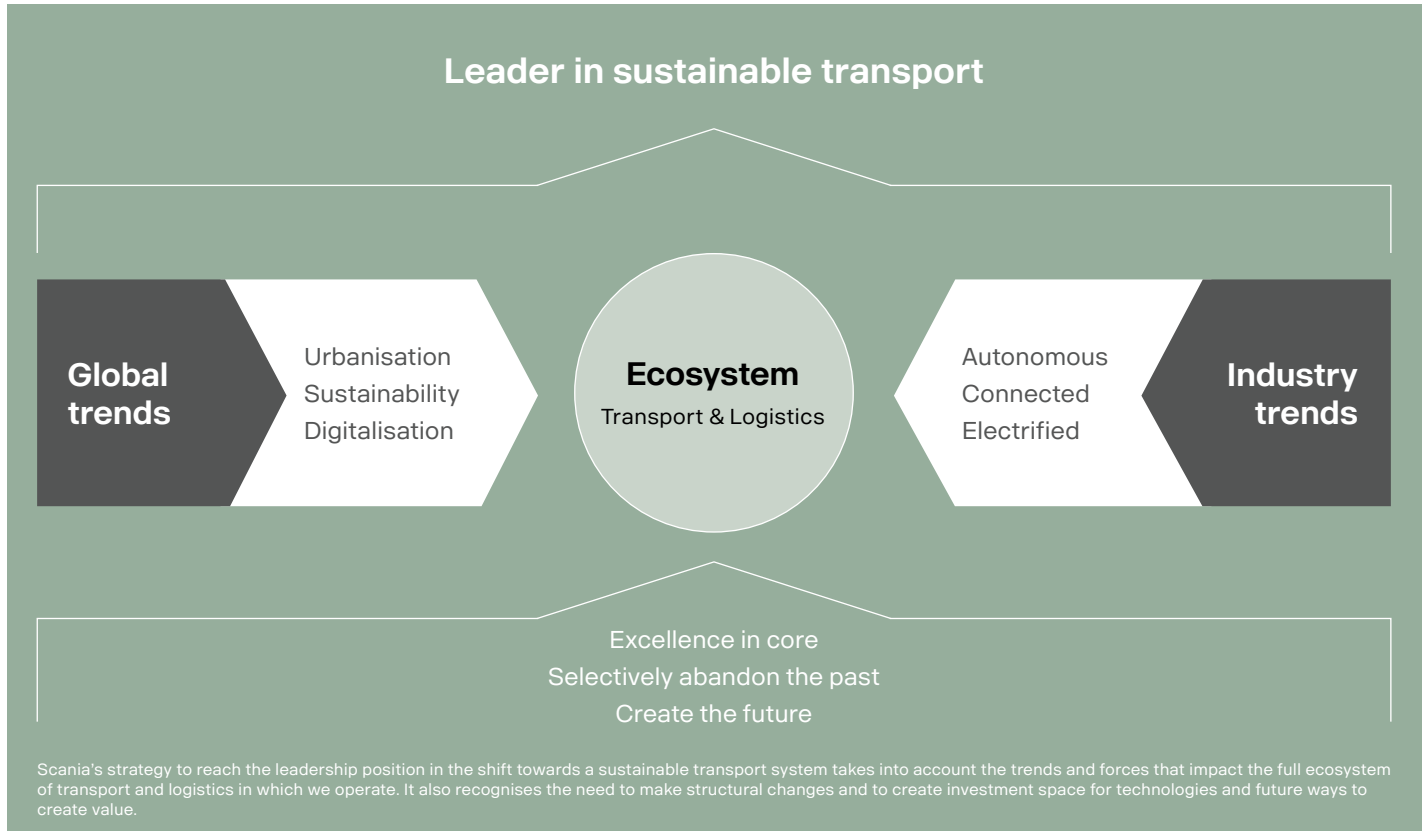 Leader in sustainable transport
Global
trends
Urbanisation
Sustainability
Digitalisation
Ecosystem
Transport & Logistics
Autonomous
Connected
Electrified
Industry
trends
Excellence in core
Selectively abandon the past
Create the future
Scania's strategy to reach the leadership position in the shift towards a sustainable transport system takes into account the trends and forces that impact the full ecosystem
of transport and logistics in which we operate. It also recognises the need to make structural changes and to create investment space for technologies and future ways to
create value.